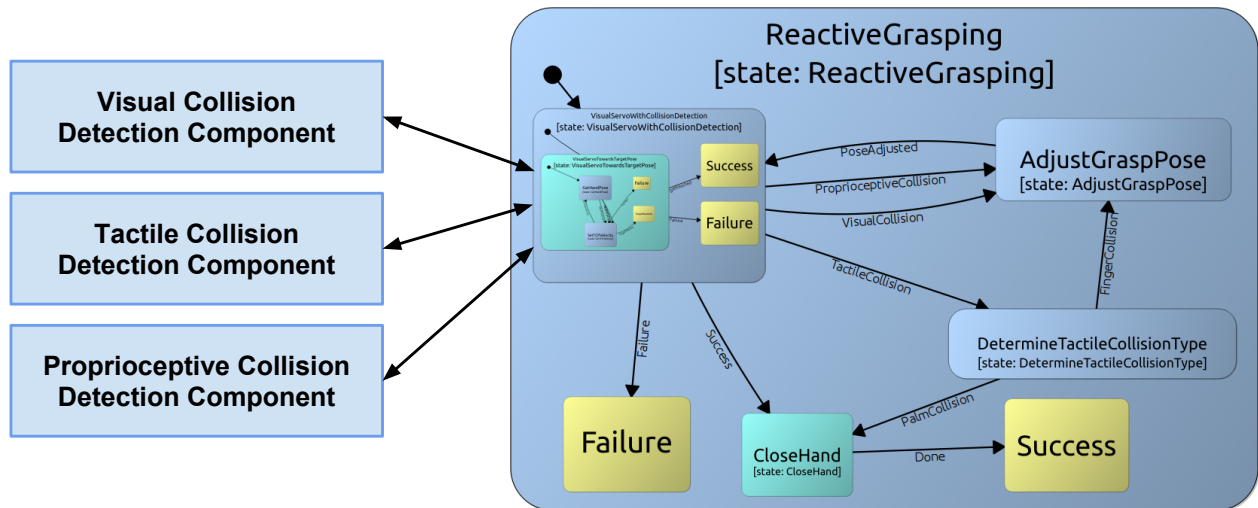 Visual Collision
Detection Component
Tactile Collision
Detection Component
Proprioceptive Collision
Detection Component
ReactiveGrasping
[state: ReactiveGrasping]
VisualServoWithCollisionDetection
[state: VisualServoWithCollisionDetection]
VisualServoTowardsTargetPose
[state: VisualServoTowardsTargetPose]
Failure
Success
Failure
PoseAdjusted
ProprioceptiveCollision
VisualCollision
TactileCollision
AdjustGraspPose
[state: AdjustGraspPose]
FingerCollision
DetermineTactileCollisionType
[state: DetermineTactileCollisionType]
PalmCollision
Failure
Success
Failure
CloseHand
[state: CloseHand]
Done
Success